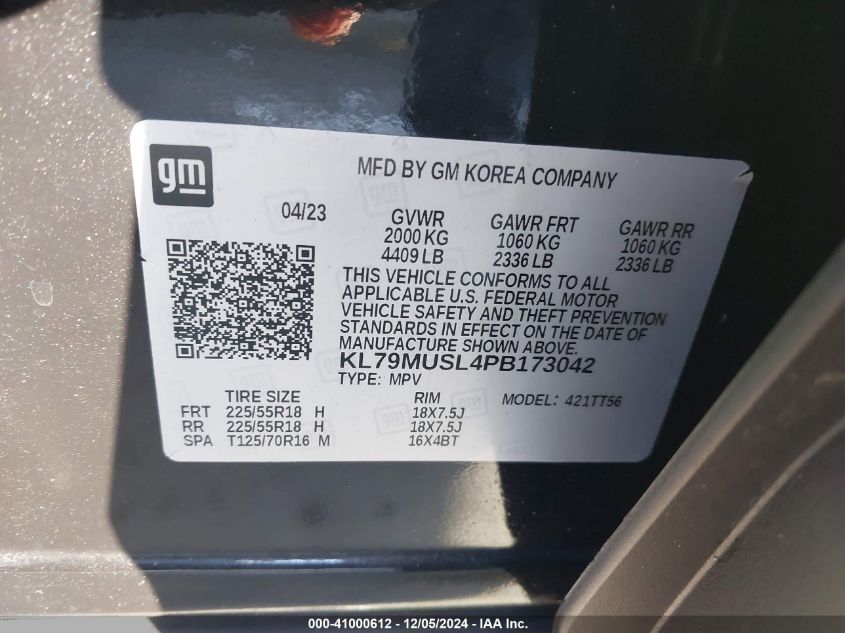 gm
MFD BY GM KOREA COMPANY
04/23
GVWR
2000 KG
4409 LB
GAWR FRT
1060 KG
2336 LB
GAWR RR
1060 KG
2336 LB
THIS VEHICLE CONFORMS TO ALL
APPLICABLE U.S. FEDERAL MOTOR
VEHICLE SAFETY AND THEFT PREVENTION
STANDARDS IN EFFECT ON THE DATE OF
MANUFACTURE SHOWN ABOVE.
KL79MUSL4PB173042
TYPE: MPV
TIRE SIZE RIM MODEL: 421TT56
FRT 225/55R18 H 18X7.5J
RR 225/55R18 H 18X7.5J
SPA T125/70R16 M 16X4BT
000-41000612 - 12/05/2024 - IAA Inc.